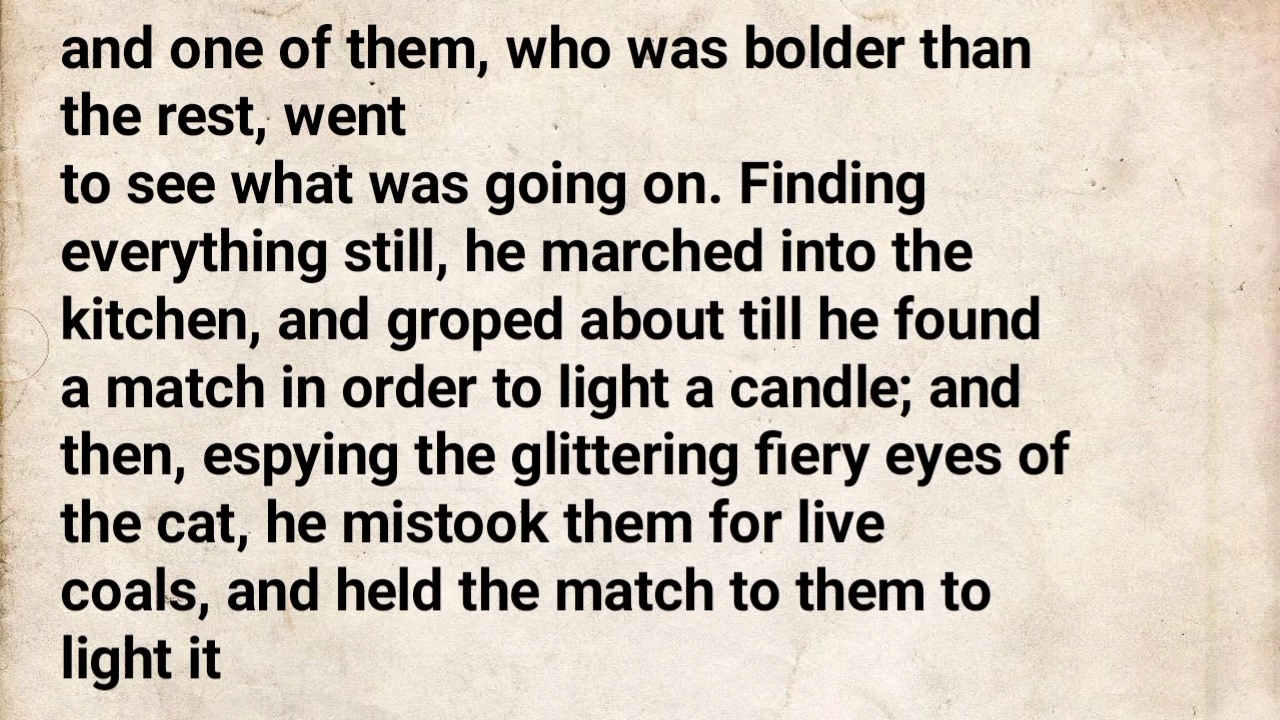 and one of them, who was bolder than
the rest, went
to see what was going on. Finding
everything still, he marched into the
kitchen, and groped about till he found
a match in order to light a candle; and
then, espying the glittering fiery eyes of
the cat, he mistook them for live
coals, and held the match to them to
light it